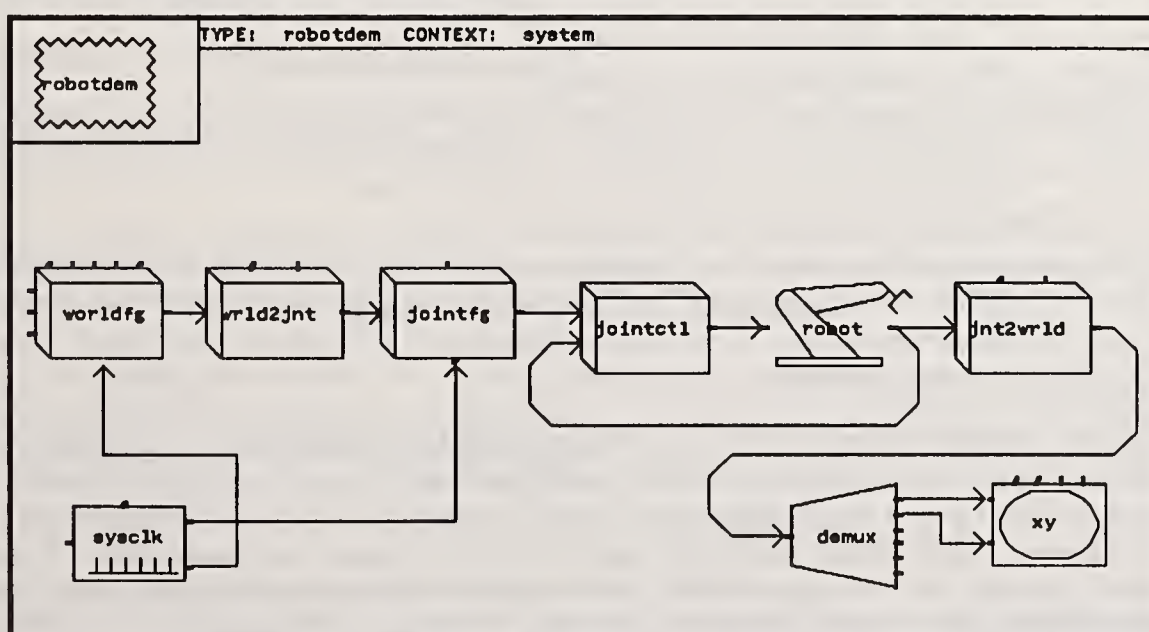 TYPE: robotdem CONTEXT: system
robotdem
worldfg
wrld2jnt
jointfg
jointctl
robot
jnt2wrld
sysclk
demux
xy